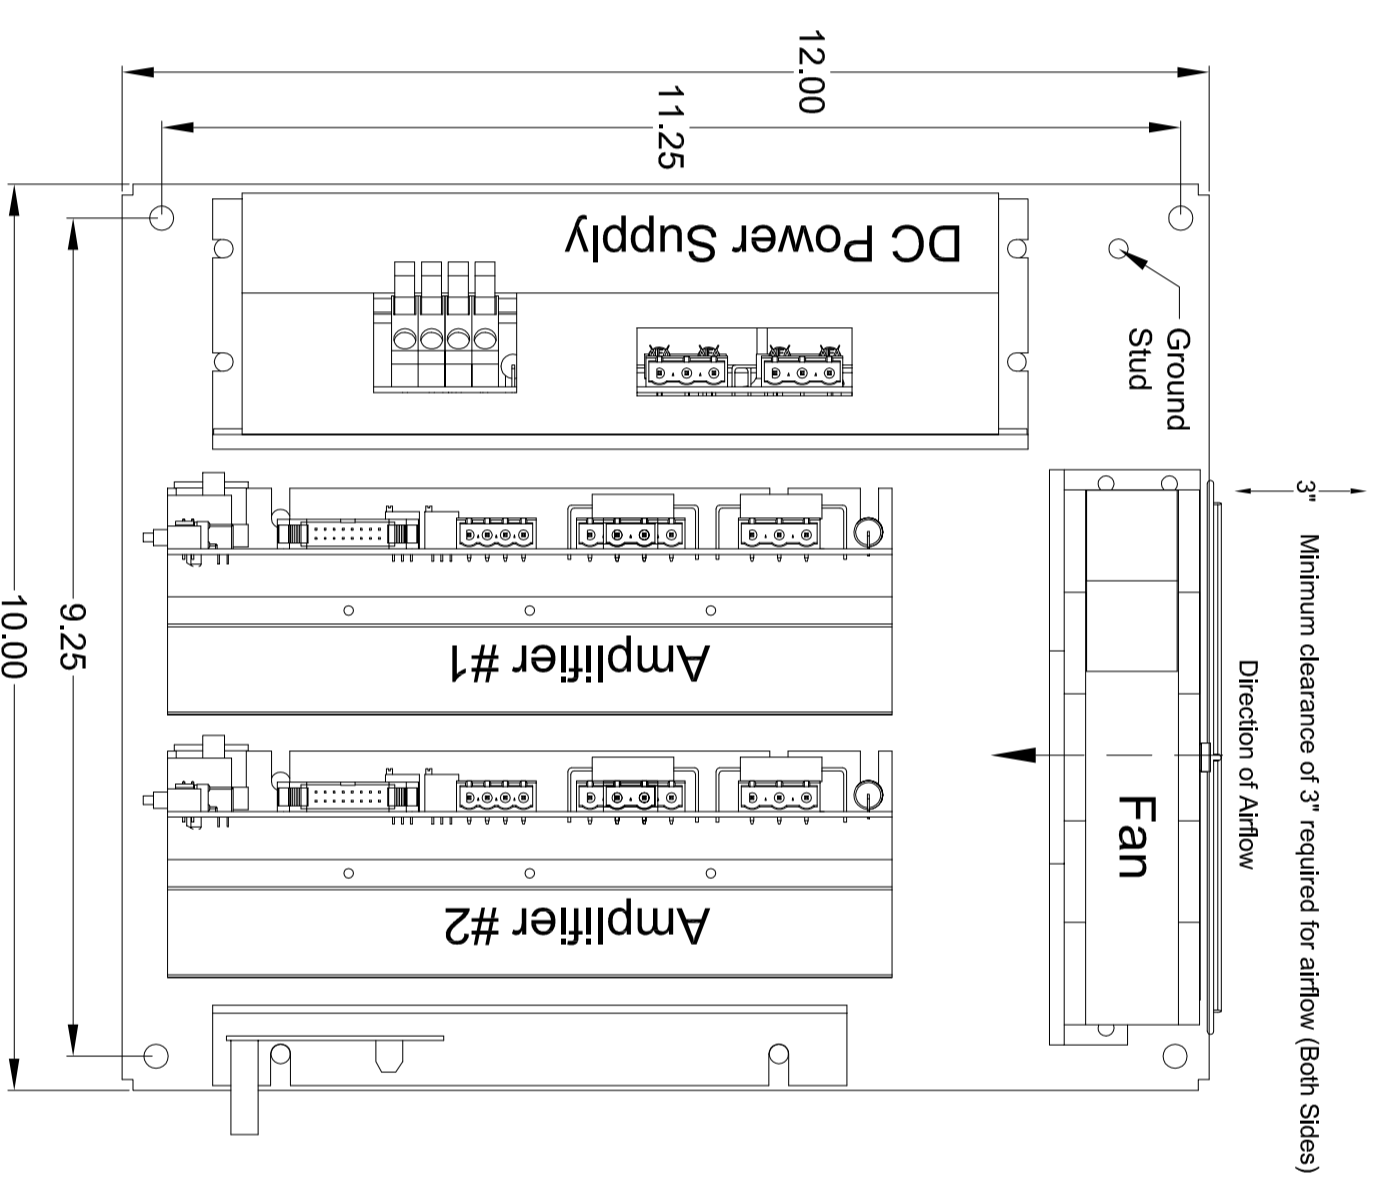 12.00
11.25
DC Power Supply
Ground
Stud
3"
Minimum clearance of 3" required for airflow (Both Sides)
Direction of Airflow
Fan
Amplifier #1
Amplifier #2
9.25
10.00